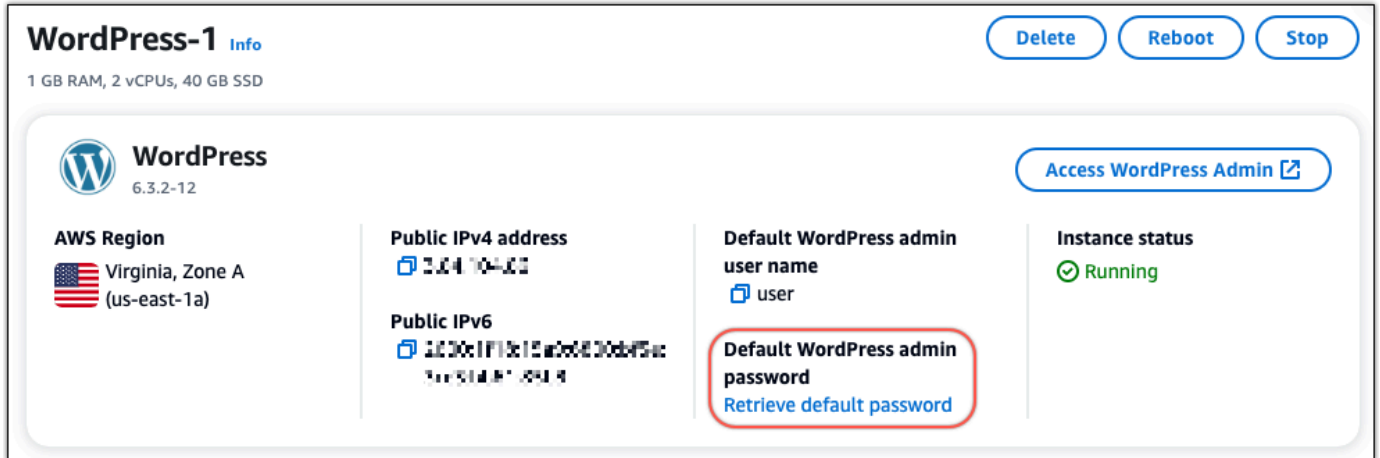 WordPress-1 Info
Delete
Reboot
Stop
1 GB RAM, 2 vCPUs, 40 GB SSD
WordPress
6.3.2-12
Access WordPress Admin
AWS Region
Virginia, Zone A
(us-east-1a)
Public IPv4 address
Public IPv6
Default WordPress admin
user name
user
Default WordPress admin
password
Retrieve default password
Instance status
Running